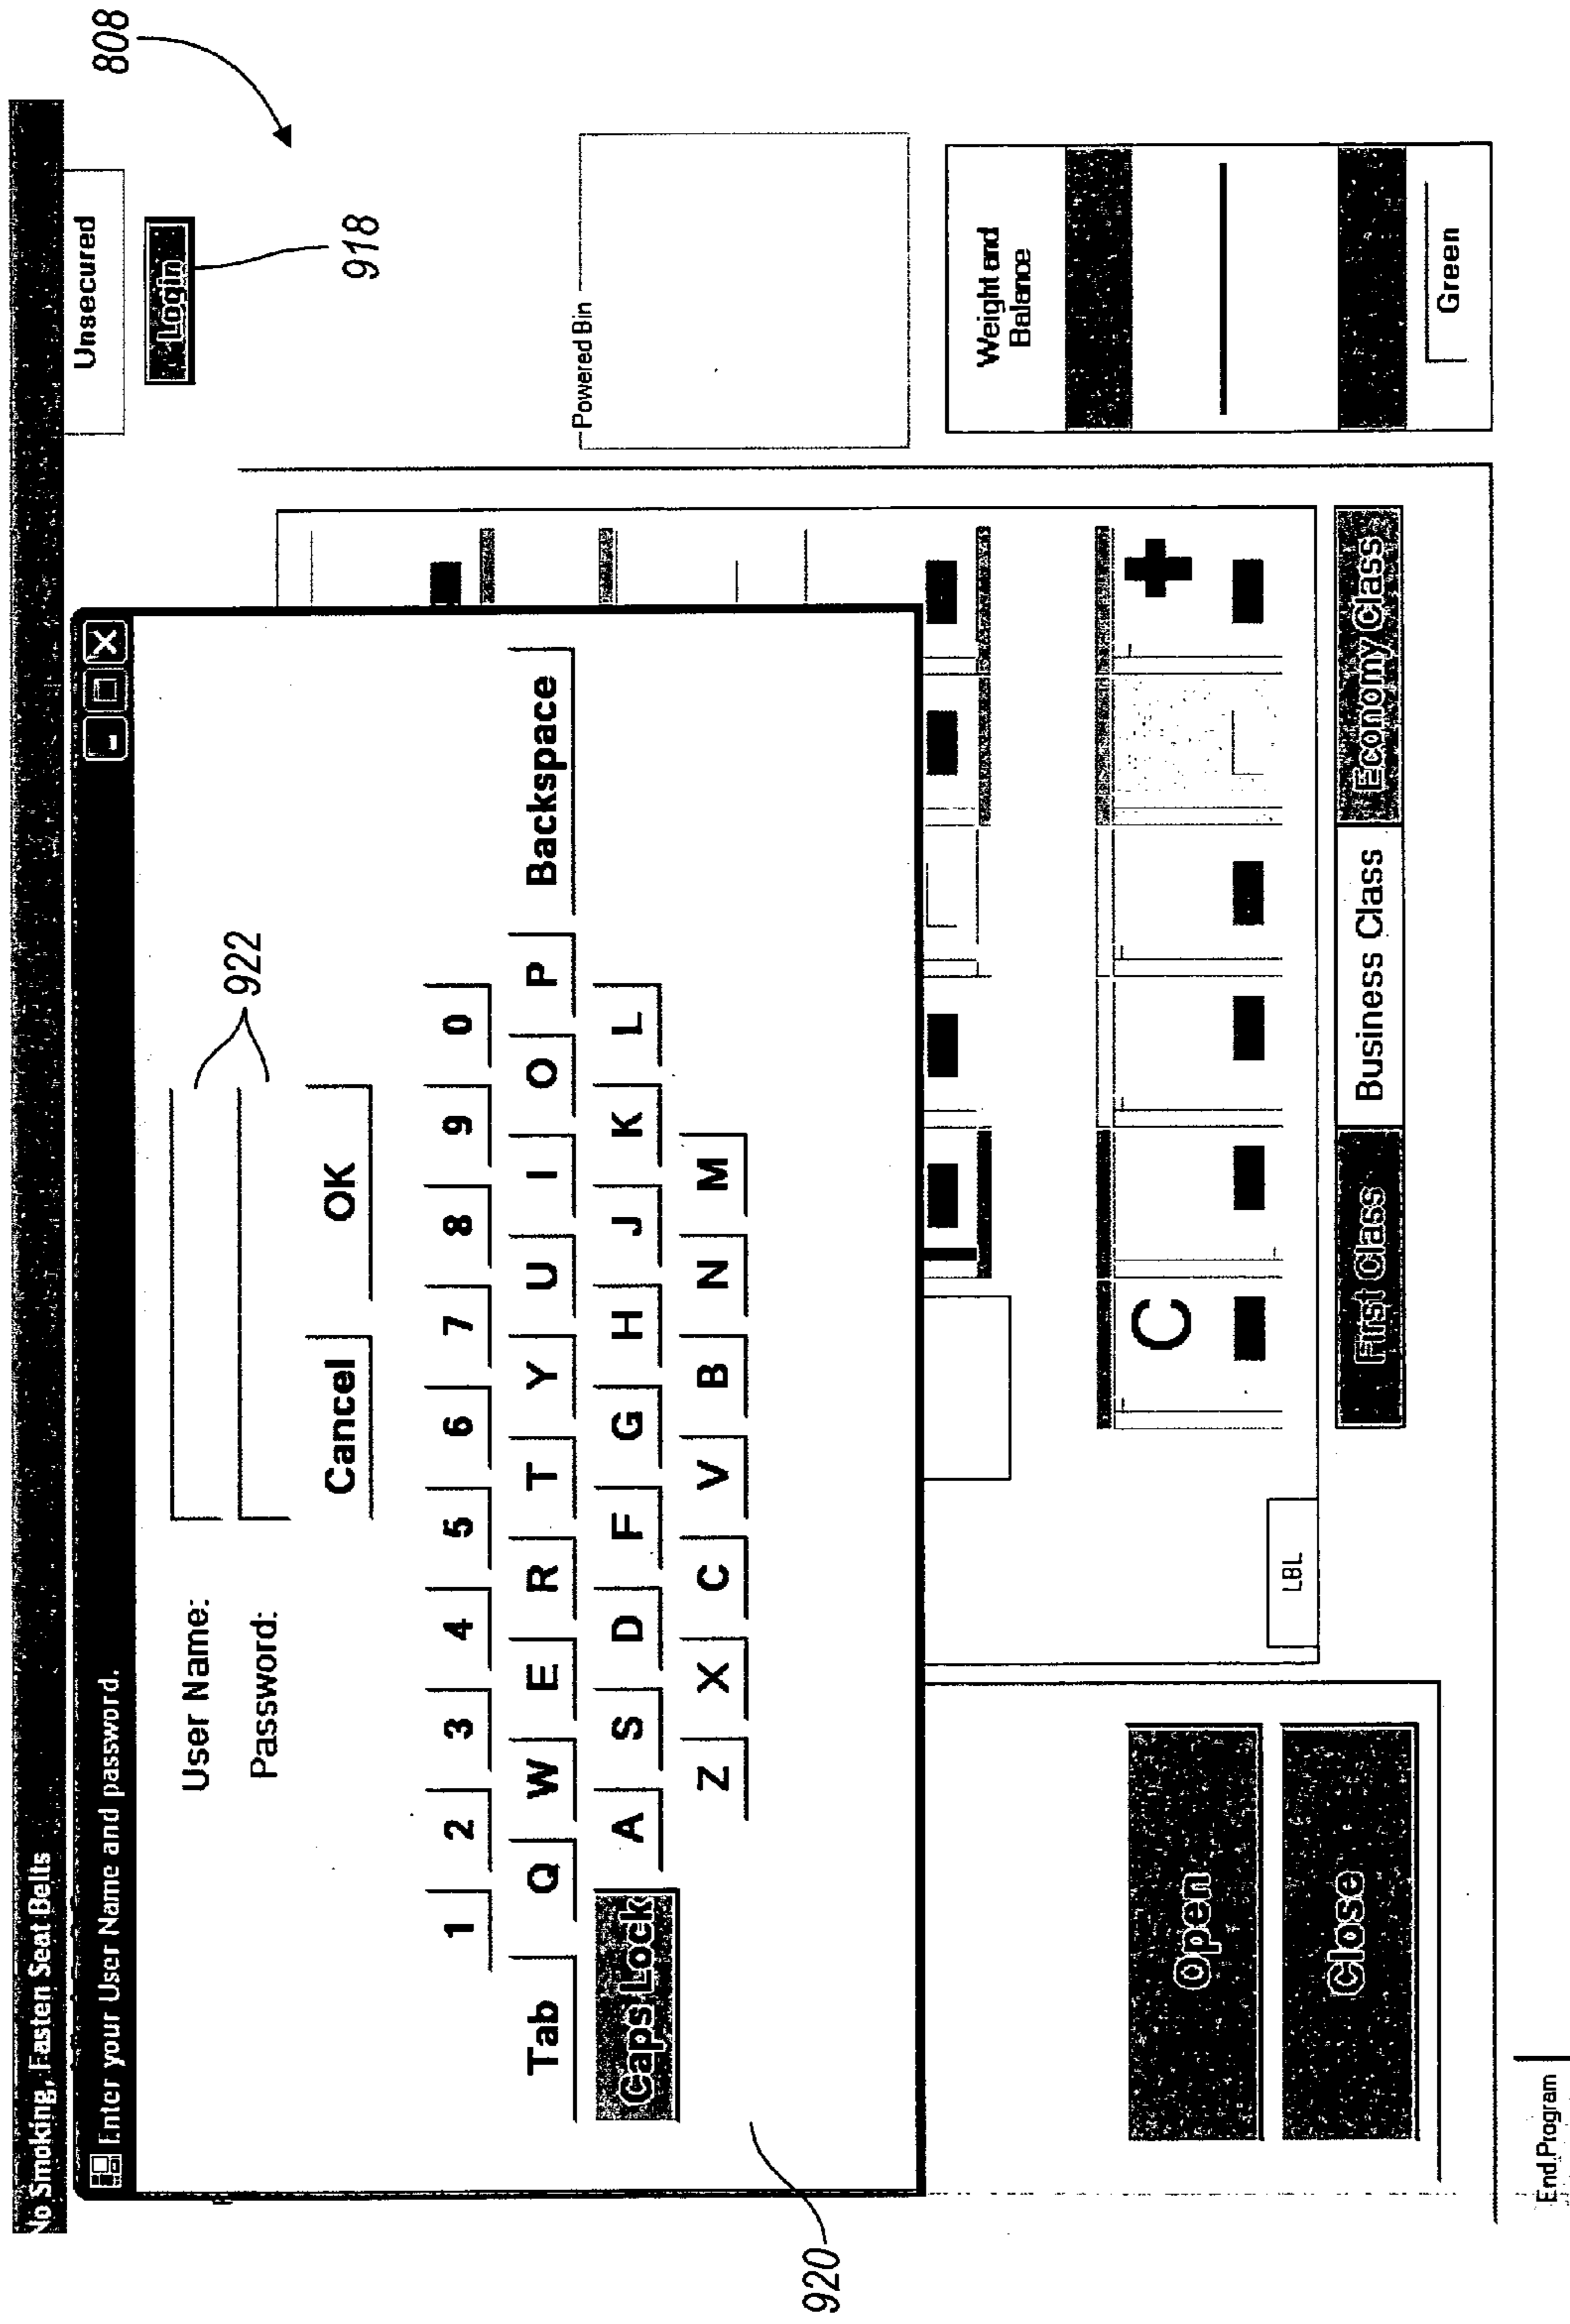 No Smoking, Fasten Seat Belts
808
Unsecured
Login
918
Enter your User Name and password.
User Name:
Password:
922
Cancel OK
1 2 3 4 5 6 7 8 9 0
Tab Q W E R T Y U I O P Backspace
Caps Lock A S D F G H J K L
Z X C V B N M
920
Powered Bin
Weight and
Balance
Green
C
LBL
First Class Business Class Economy Class
Open
Close
End Program